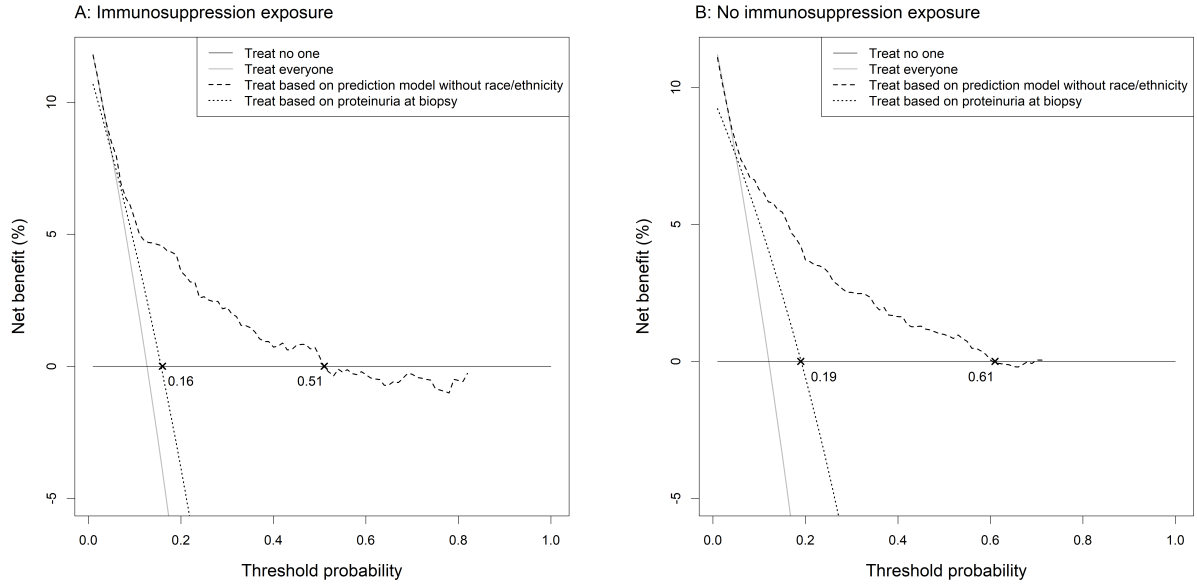 A: Immunosuppression exposure
Treat no one
Treat everyone
Treat based on prediction model without race/ethnicity
Treat based on proteinuria at biopsy
Net benefit (%)
10
5
0
-5
0.16
0.51
0.0 0.2 0.4 0.6 0.8 1.0
Threshold probability
B: No immunosuppression exposure
Treat no one
Treat everyone
Treat based on prediction model without race/ethnicity
Treat based on proteinuria at biopsy
Net benefit (%)
10
5
0
-5
0.19
0.61
0.0 0.2 0.4 0.6 0.8 1.0
Threshold probability